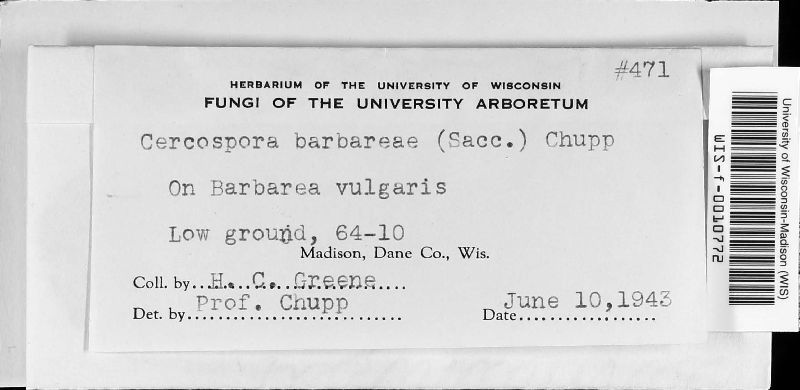 #471
HERBARIUM OF THE UNIVERSITY OF WISCONSIN
FUNGI OF THE UNIVERSITY ARBORETUM
Cercospora barbareae (Sacc.) Chupp
On Barbarea vulgaris
Low ground, 64-10
Madison, Dane Co., Wis.
Coll. by..H. C. Greene....
Det. by Prof. Chupp
Date June 10,1943
University of Wisconsin-Madison (WIS)
WIS-f-0010772